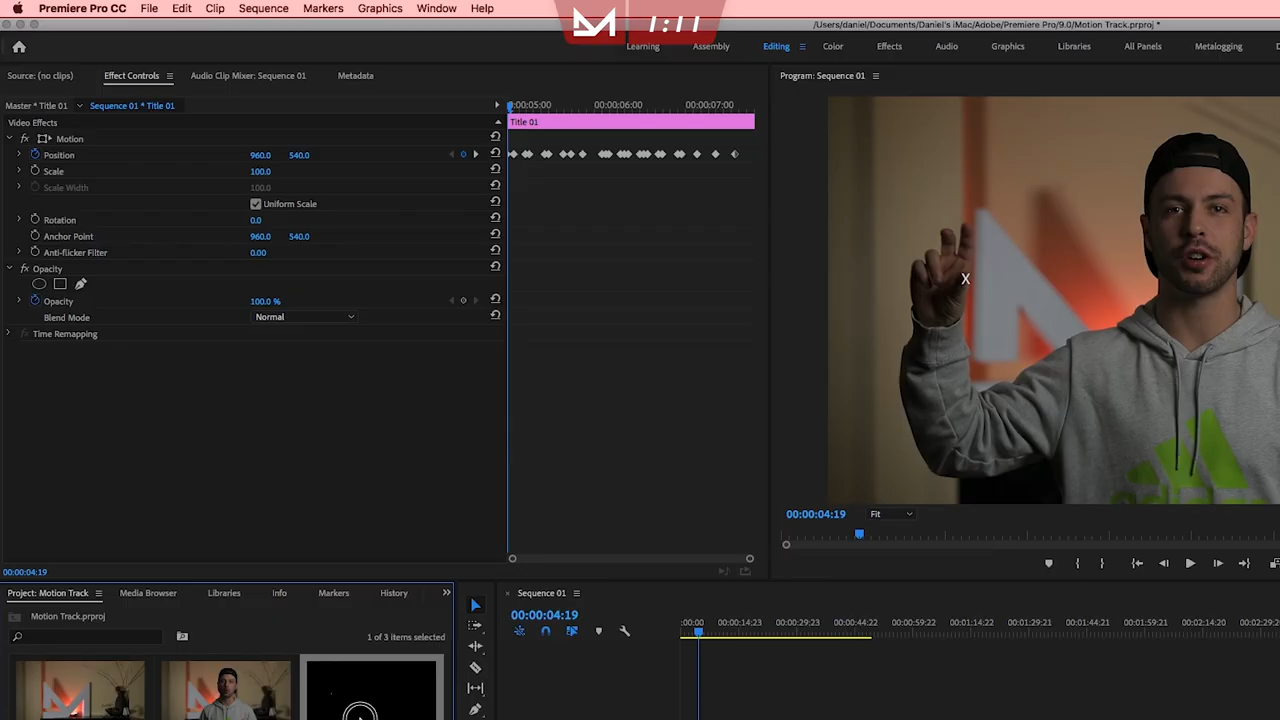 Premiere Pro CC File Edit Clip Sequence Markers Graphics Window Help
1:11
/Users/daniel/Documents/Daniel's iMac/Adobe/Premiere Pro/9.0/Motion Track.prproj *
Learning Assembly Editing Color Effects Audio Graphics Libraries All Panels Metalogging
Source: (no clips) Effect Controls Audio Clip Mixer: Sequence 01 Metadata
Program: Sequence 01
Master * Title 01 Sequence 01 * Title 01
:00:05:00 00:00:06:00 00:00:07:00
Video Effects
Title 01
fx Motion
Position 960.0 540.0
Scale 100.0
Scale Width 100.0
Uniform Scale
Rotation 0.0
Anchor Point 960.0 540.0
Anti-flicker Filter 0.00
fx Opacity
Opacity 100.0 %
Blend Mode Normal
fx Time Remapping
X
adidas
00:00:04:19 Fit
00:00:04:19
Project: Motion Track Media Browser Libraries Info Markers History
Motion Track.prproj
1 of 3 items selected
Sequence 01
00:00:04:19
:00:00 00:00:14:23 00:00:29:23 00:00:44:22 00:00:59:22 00:01:14:22 00:01:29:21 00:01:44:21 00:01:59:21 00:02:14:20 00:02:29:2